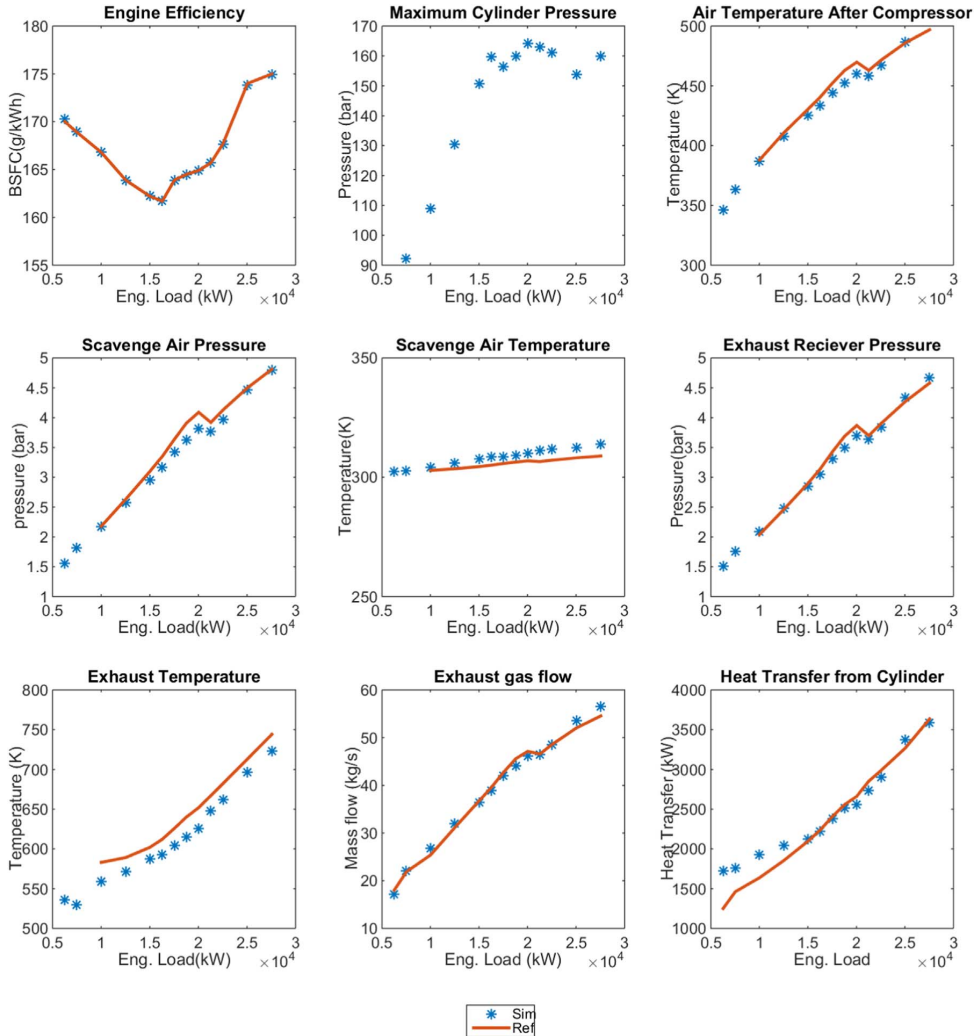 Engine Efficiency
180
175
170
165
160
155
BSFC(g/kWh)
0.5 1 1.5 2 2.5 3
Eng. Load (kW) ×10^4
Maximum Cylinder Pressure
170
160
150
140
130
120
110
100
90
Pressure (bar)
0.5 1 1.5 2 2.5 3
Eng. Load (kW) ×10^4
Air Temperature After Compressor
500
450
400
350
300
Temperature (K)
0.5 1 1.5 2 2.5 3
Eng. Load (kW) ×10^4
Scavenge Air Pressure
5
4.5
4
3.5
3
2.5
2
1.5
1
pressure (bar)
0.5 1 1.5 2 2.5 3
Eng. Load(kW) ×10^4
Scavenge Air Temperature
350
300
250
Temperature(K)
0.5 1 1.5 2 2.5 3
Eng. Load(kW) ×10^4
Exhaust Reciever Pressure
5
4.5
4
3.5
3
2.5
2
1.5
1
Pressure(bar)
0.5 1 1.5 2 2.5 3
Eng. Load(kW) ×10^4
Exhaust Temperature
800
750
700
650
600
550
500
Temperature (K)
0.5 1 1.5 2 2.5 3
Eng. Load(kW) ×10^4
Exhaust gas flow
60
50
40
30
20
10
Mass flow (kg/s)
0.5 1 1.5 2 2.5 3
Eng. Load(kW) ×10^4
Heat Transfer from Cylinder
4000
3500
3000
2500
2000
1500
1000
Heat Transfer (kW)
0.5 1 1.5 2 2.5 3
Eng. Load ×10^4
Sim
Ref